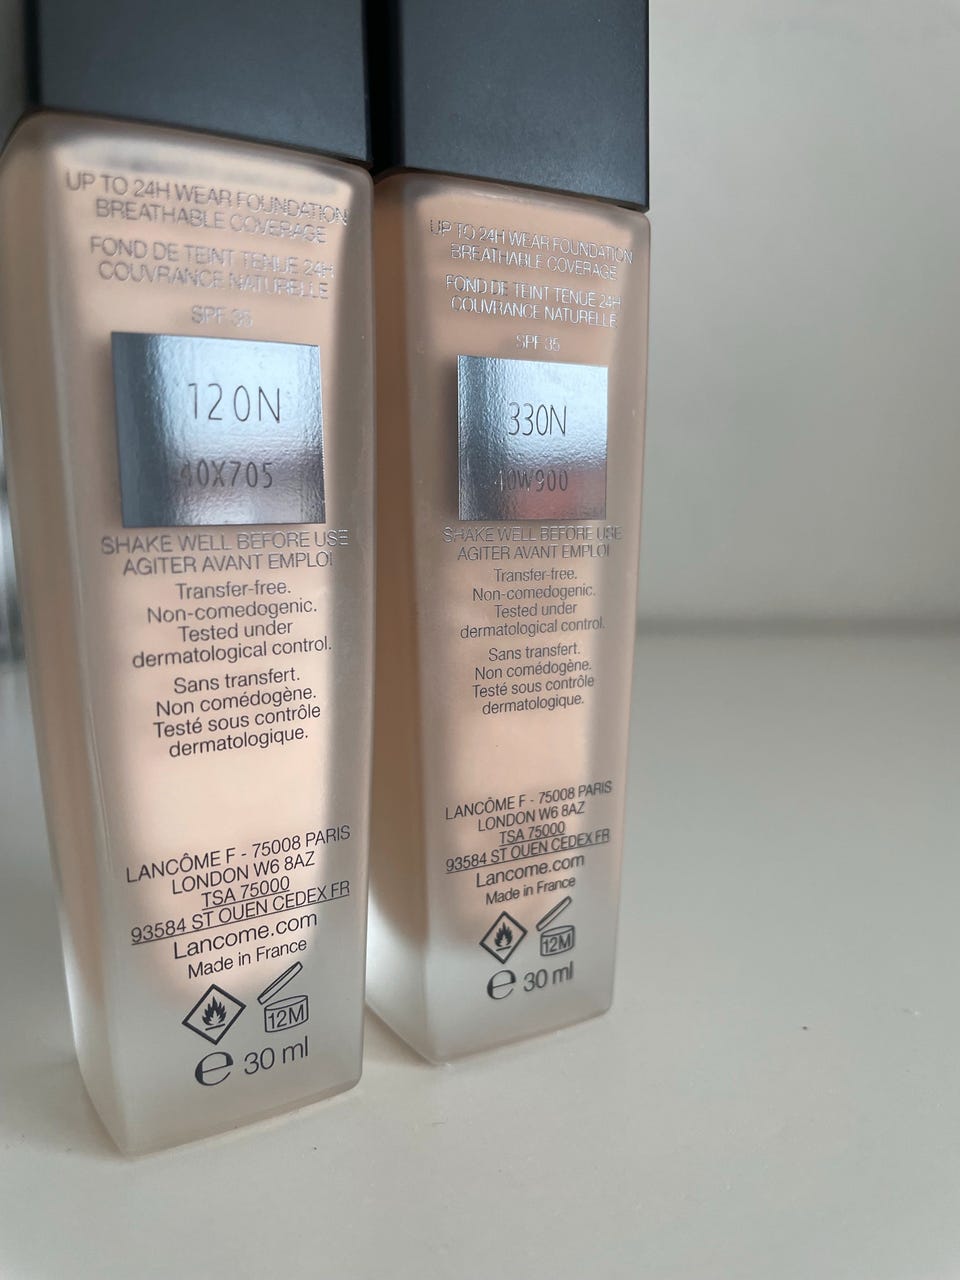 UP TO 24H WEAR FOUNDATION
BREATHABLE COVERAGE
FOND DE TEINT TENUE 24H
COUVRANCE NATURELLE
SPF 35
120N
40X705
SHAKE WELL BEFORE USE
AGITER AVANT EMPLOI
Transfer-free.
Non-comedogenic.
Tested under
dermatological control.
Sans transfert.
Non comédogène.
Testé sous contrôle
dermatologique.
LANCÔME F - 75008 PARIS
LONDON W6 8AZ
TSA 75000
93584 ST OUEN CEDEX FR
Lancome.com
Made in France
12M
e 30 ml
UP TO 24H WEAR FOUNDATION
BREATHABLE COVERAGE
FOND DE TEINT TENUE 24H
COUVRANCE NATURELLE
SPF 35
330N
40W900
SHAKE WELL BEFORE USE
AGITER AVANT EMPLOI
Transfer-free.
Non-comedogenic.
Tested under
dermatological control.
Sans transfert.
Non comédogène.
Testé sous contrôle
dermatologique.
LANCÔME F - 75008 PARIS
LONDON W6 8AZ
TSA 75000
93584 ST OUEN CEDEX FR
Lancome.com
Made in France
12M
e 30 ml